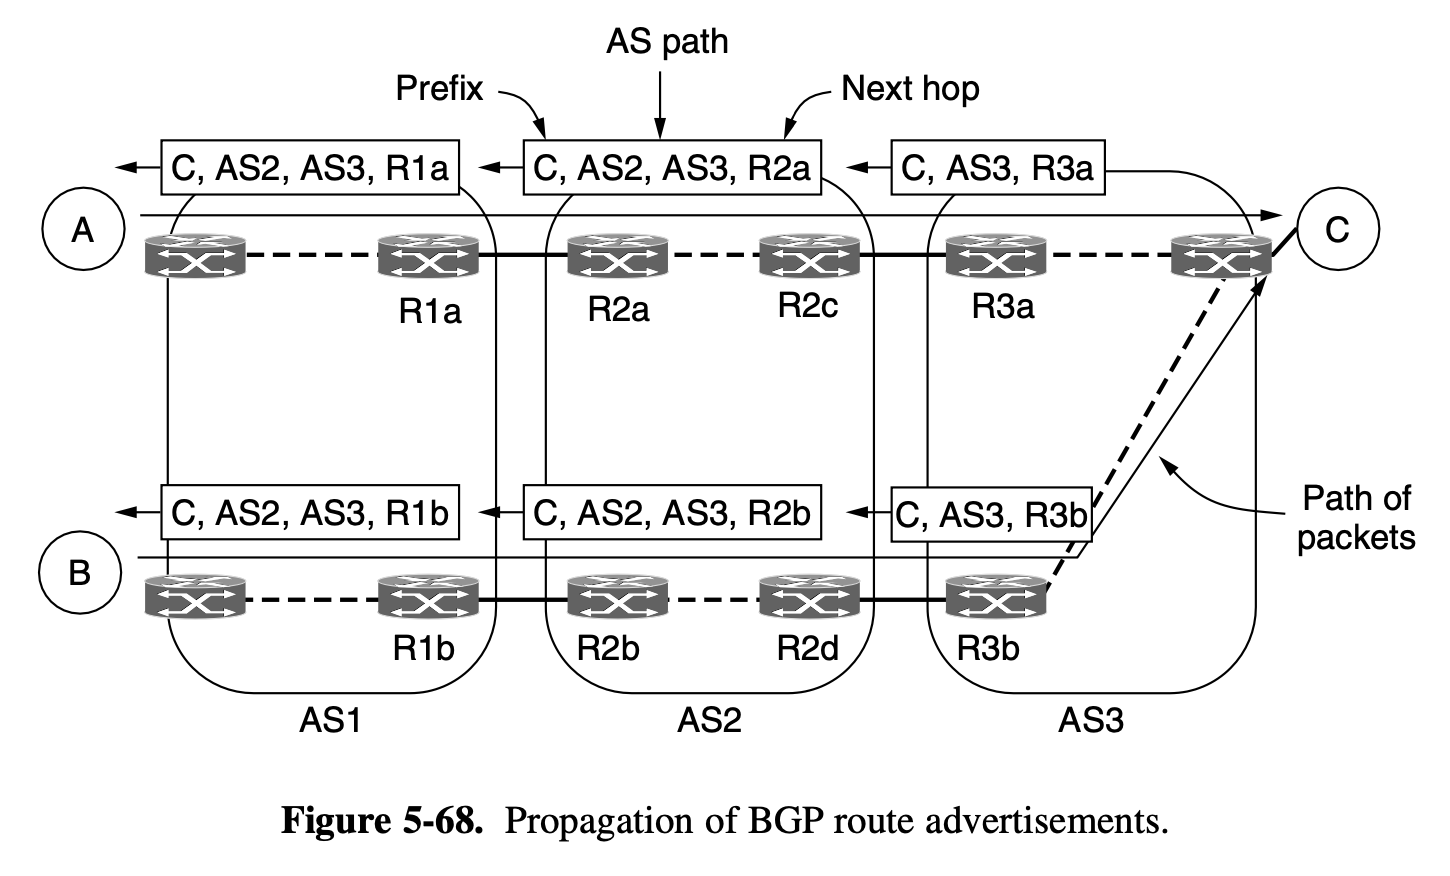 AS path
Prefix
Next hop
C, AS2, AS3, R1a
C, AS2, AS3, R2a
C, AS3, R3a
A
C
R1a
R2a
R2c
R3a
C, AS2, AS3, R1b
C, AS2, AS3, R2b
C, AS3, R3b
Path of
packets
B
R1b
R2b
R2d
R3b
AS1
AS2
AS3
Figure 5-68. Propagation of BGP route advertisements.